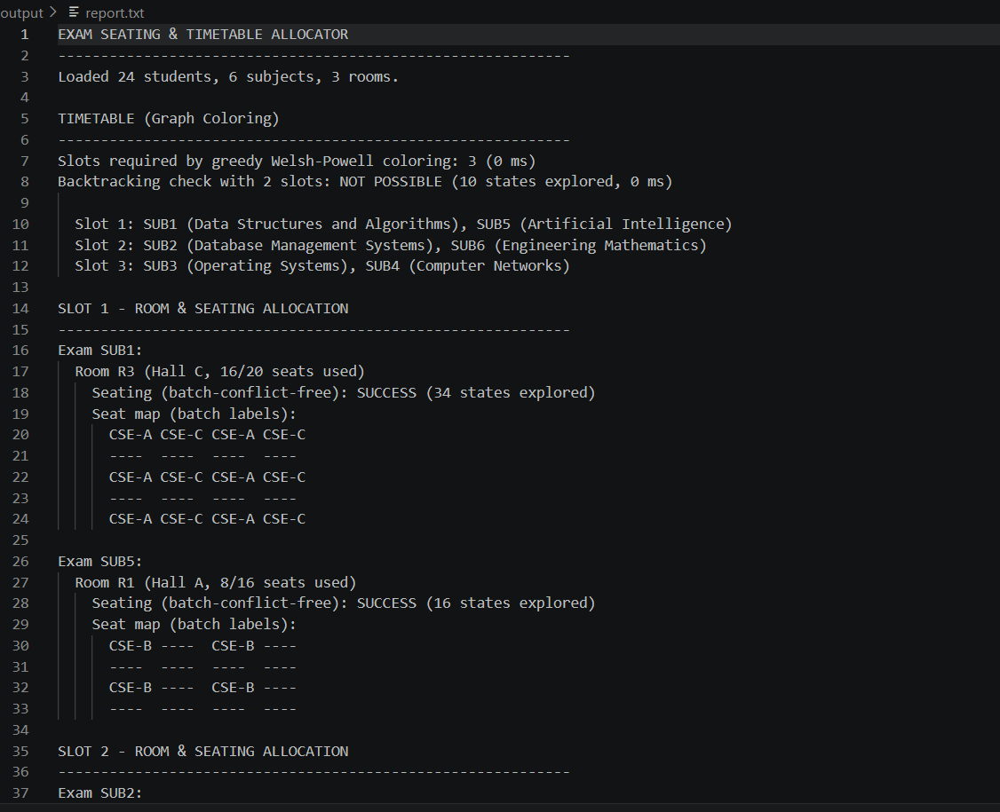 output > report.txt
1 EXAM SEATING & TIMETABLE ALLOCATOR
2 ------------------------------------------------------------
3 Loaded 24 students, 6 subjects, 3 rooms.
4
5 TIMETABLE (Graph Coloring)
6 ------------------------------------------------------------
7 Slots required by greedy Welsh-Powell coloring: 3 (0 ms)
8 Backtracking check with 2 slots: NOT POSSIBLE (10 states explored, 0 ms)
9
10   Slot 1: SUB1 (Data Structures and Algorithms), SUB5 (Artificial Intelligence)
11   Slot 2: SUB2 (Database Management Systems), SUB6 (Engineering Mathematics)
12   Slot 3: SUB3 (Operating Systems), SUB4 (Computer Networks)
13
14 SLOT 1 - ROOM & SEATING ALLOCATION
15 ------------------------------------------------------------
16 Exam SUB1:
17   Room R3 (Hall C, 16/20 seats used)
18     Seating (batch-conflict-free): SUCCESS (34 states explored)
19     Seat map (batch labels):
20       CSE-A CSE-C CSE-A CSE-C
21       ----  ----  ----  ----
22       CSE-A CSE-C CSE-A CSE-C
23       ----  ----  ----  ----
24       CSE-A CSE-C CSE-A CSE-C
25
26 Exam SUB5:
27   Room R1 (Hall A, 8/16 seats used)
28     Seating (batch-conflict-free): SUCCESS (16 states explored)
29     Seat map (batch labels):
30       CSE-B ----  CSE-B ----
31       ----  ----  ----  ----
32       CSE-B ----  CSE-B ----
33       ----  ----  ----  ----
34
35 SLOT 2 - ROOM & SEATING ALLOCATION
36 ------------------------------------------------------------
37 Exam SUB2: